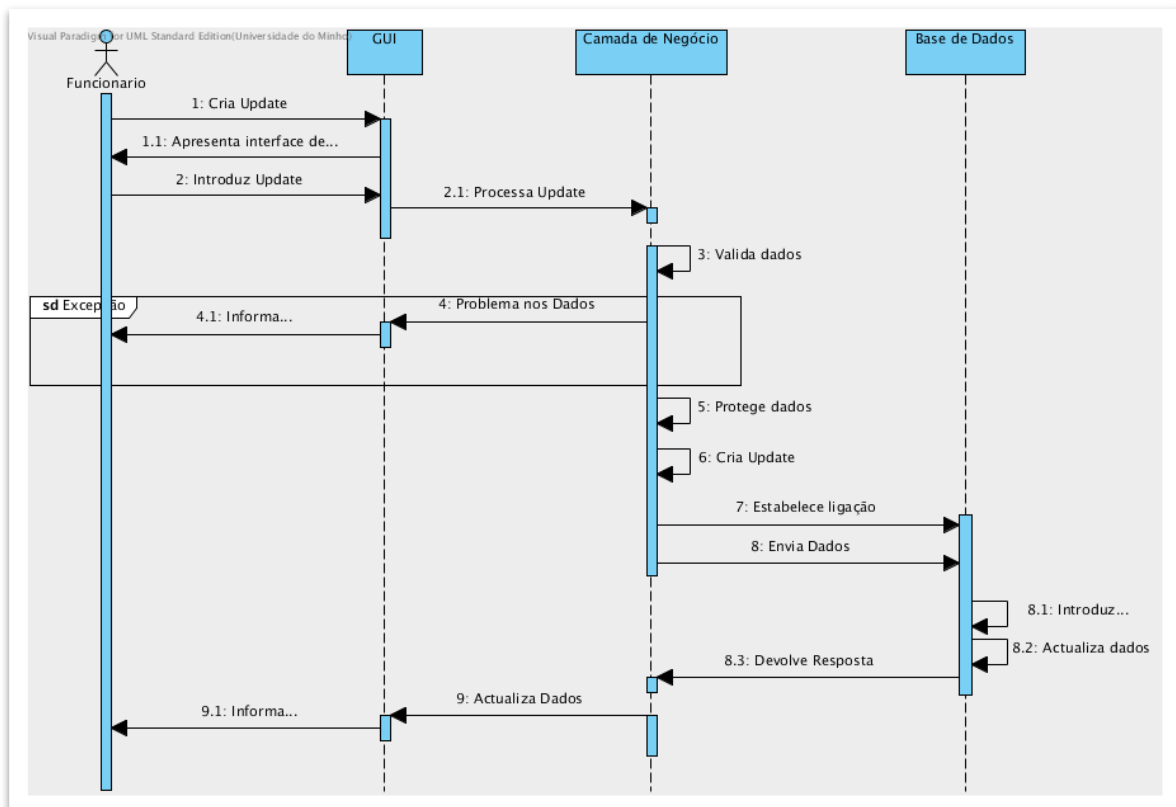 Visual Paradigm for UML Standard Edition(Universidade do Minho)
Funcionario
GUI
Camada de Negócio
Base de Dados
1: Cria Update
1.1: Apresenta interface de...
2: Introduz Update
2.1: Processa Update
3: Valida dados
sd Excepção
4: Problema nos Dados
4.1: Informa...
5: Protege dados
6: Cria Update
7: Estabelece ligação
8: Envia Dados
8.1: Introduz...
8.2: Actualiza dados
8.3: Devolve Resposta
9: Actualiza Dados
9.1: Informa...